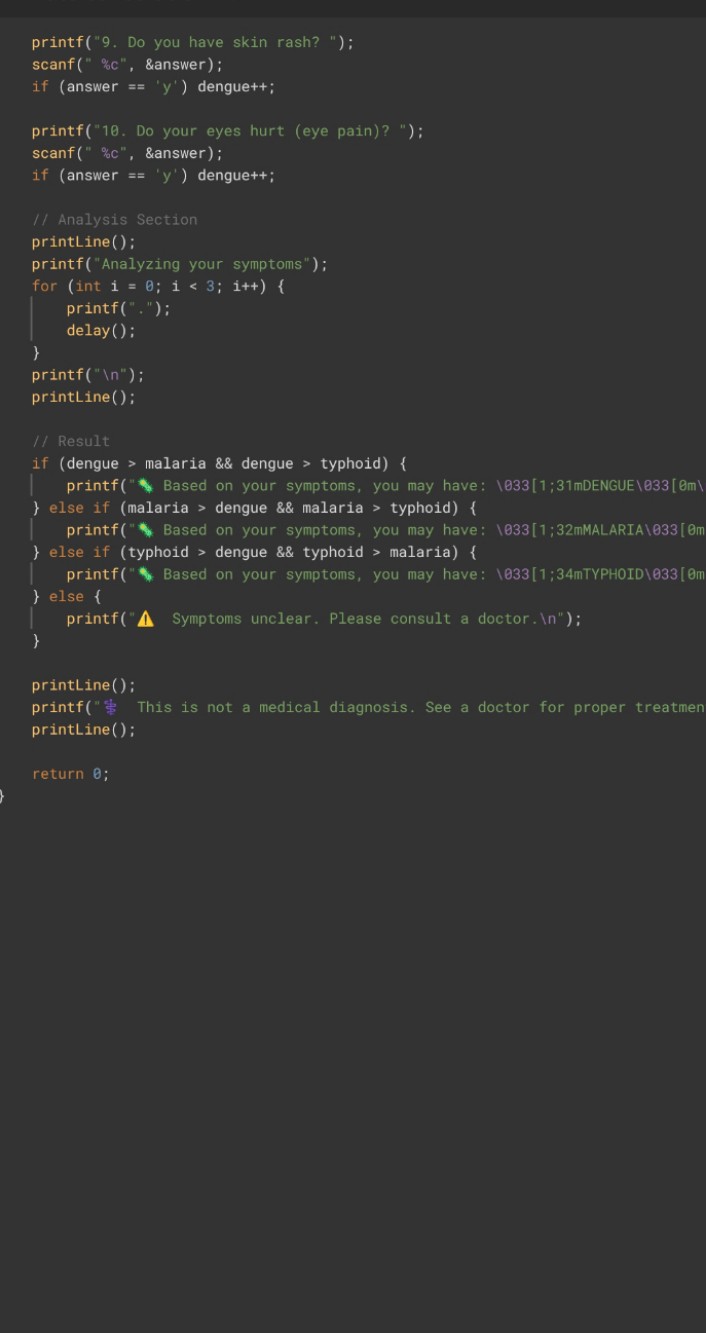 printf("9. Do you have skin rash? ");
scanf(" %c", &answer);
if (answer == 'y') dengue++;
printf("10. Do your eyes hurt (eye pain)? ");
scanf(" %c", &answer);
if (answer == 'y') dengue++;
// Analysis Section
printLine();
printf("Analyzing your symptoms");
for (int i = 0; i < 3; i++) {
printf(".");
delay();
}
printf("\n");
printLine();
// Result
if (dengue > malaria && dengue > typhoid) {
printf("🦠 Based on your symptoms, you may have: \033[1;31mDENGUE\033[0m\
} else if (malaria > dengue && malaria > typhoid) {
printf("🦠 Based on your symptoms, you may have: \033[1;32mMALARIA\033[0m
} else if (typhoid > dengue && typhoid > malaria) {
printf("🦠 Based on your symptoms, you may have: \033[1;34mTYPHOID\033[0m
} else {
printf("⚠️  Symptoms unclear. Please consult a doctor.\n");
}
printLine();
printf("⚕️  This is not a medical diagnosis. See a doctor for proper treatmen
printLine();
return 0;
}